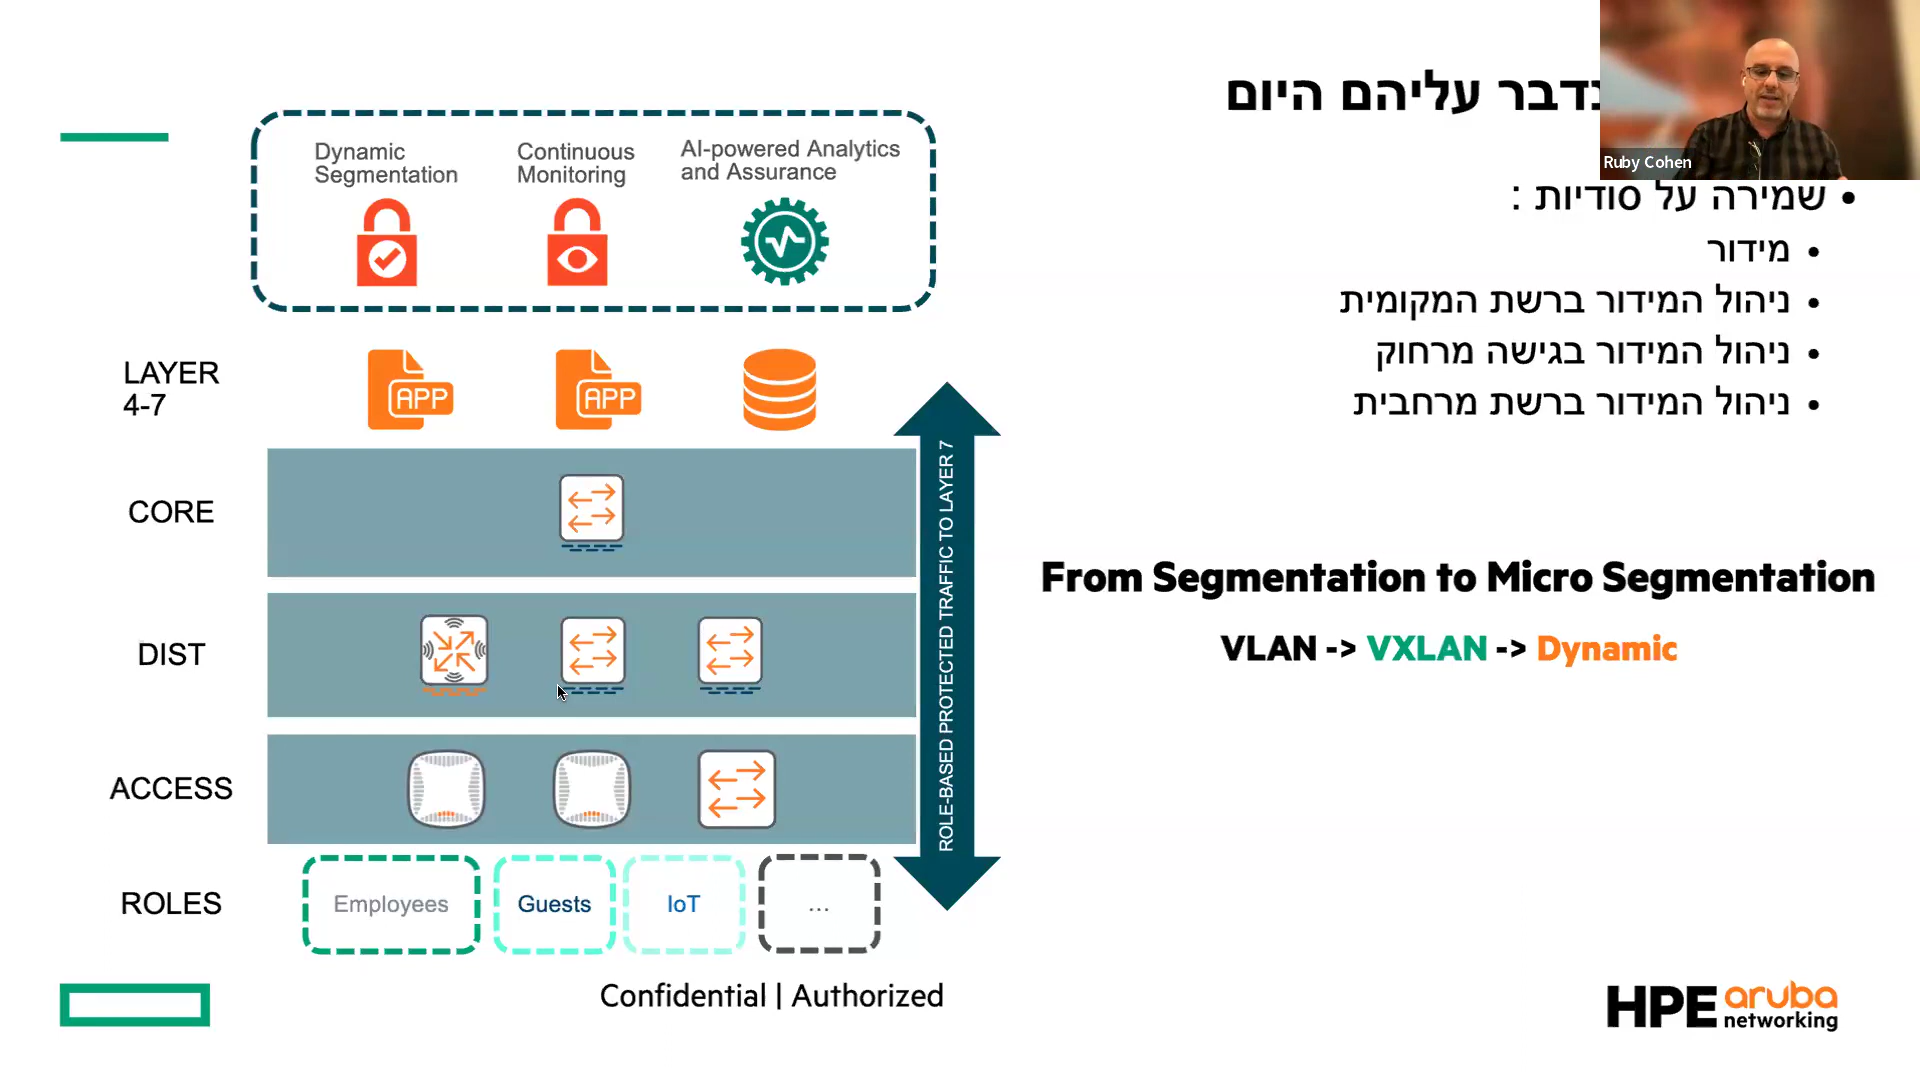 דבר עליהם היום
Ruby Cohen
• שמירה על סודיות :
• מידור
• ניהול המידור ברשת המקומית
• ניהול המידור בגישה מרחוק
• ניהול המידור ברשת מרחבית
Dynamic
Segmentation
Continuous
Monitoring
AI-powered Analytics
and Assurance
LAYER
4-7
APP
APP
CORE
DIST
ACCESS
ROLES
Employees
Guests
IoT
...
ROLE-BASED PROTECTED TRAFFIC TO LAYER 7
From Segmentation to Micro Segmentation
VLAN -> VXLAN -> Dynamic
Confidential | Authorized
HPE aruba
networking